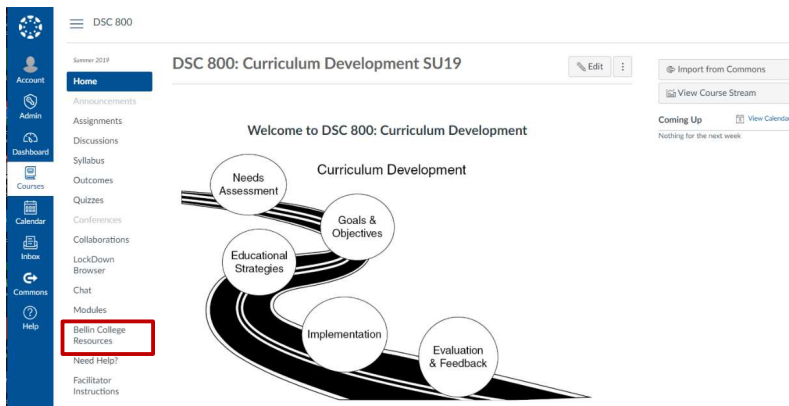 DSC 800
Account
Admin
Dashboard
Courses
Calendar
Inbox
Commons
Help
Summer 2019
Home
Announcements
Assignments
Discussions
Syllabus
Outcomes
Quizzes
Conferences
Collaborations
LockDown
Browser
Chat
Modules
Bellin College
Resources
Need Help?
Facilitator
Instructions
DSC 800: Curriculum Development SU19
Edit
Welcome to DSC 800: Curriculum Development
Curriculum Development
Needs
Assessment
Goals &
Objectives
Educational
Strategies
Implementation
Evaluation
& Feedback
Import from Commons
View Course Stream
Coming Up
View Calendar
Nothing for the next week